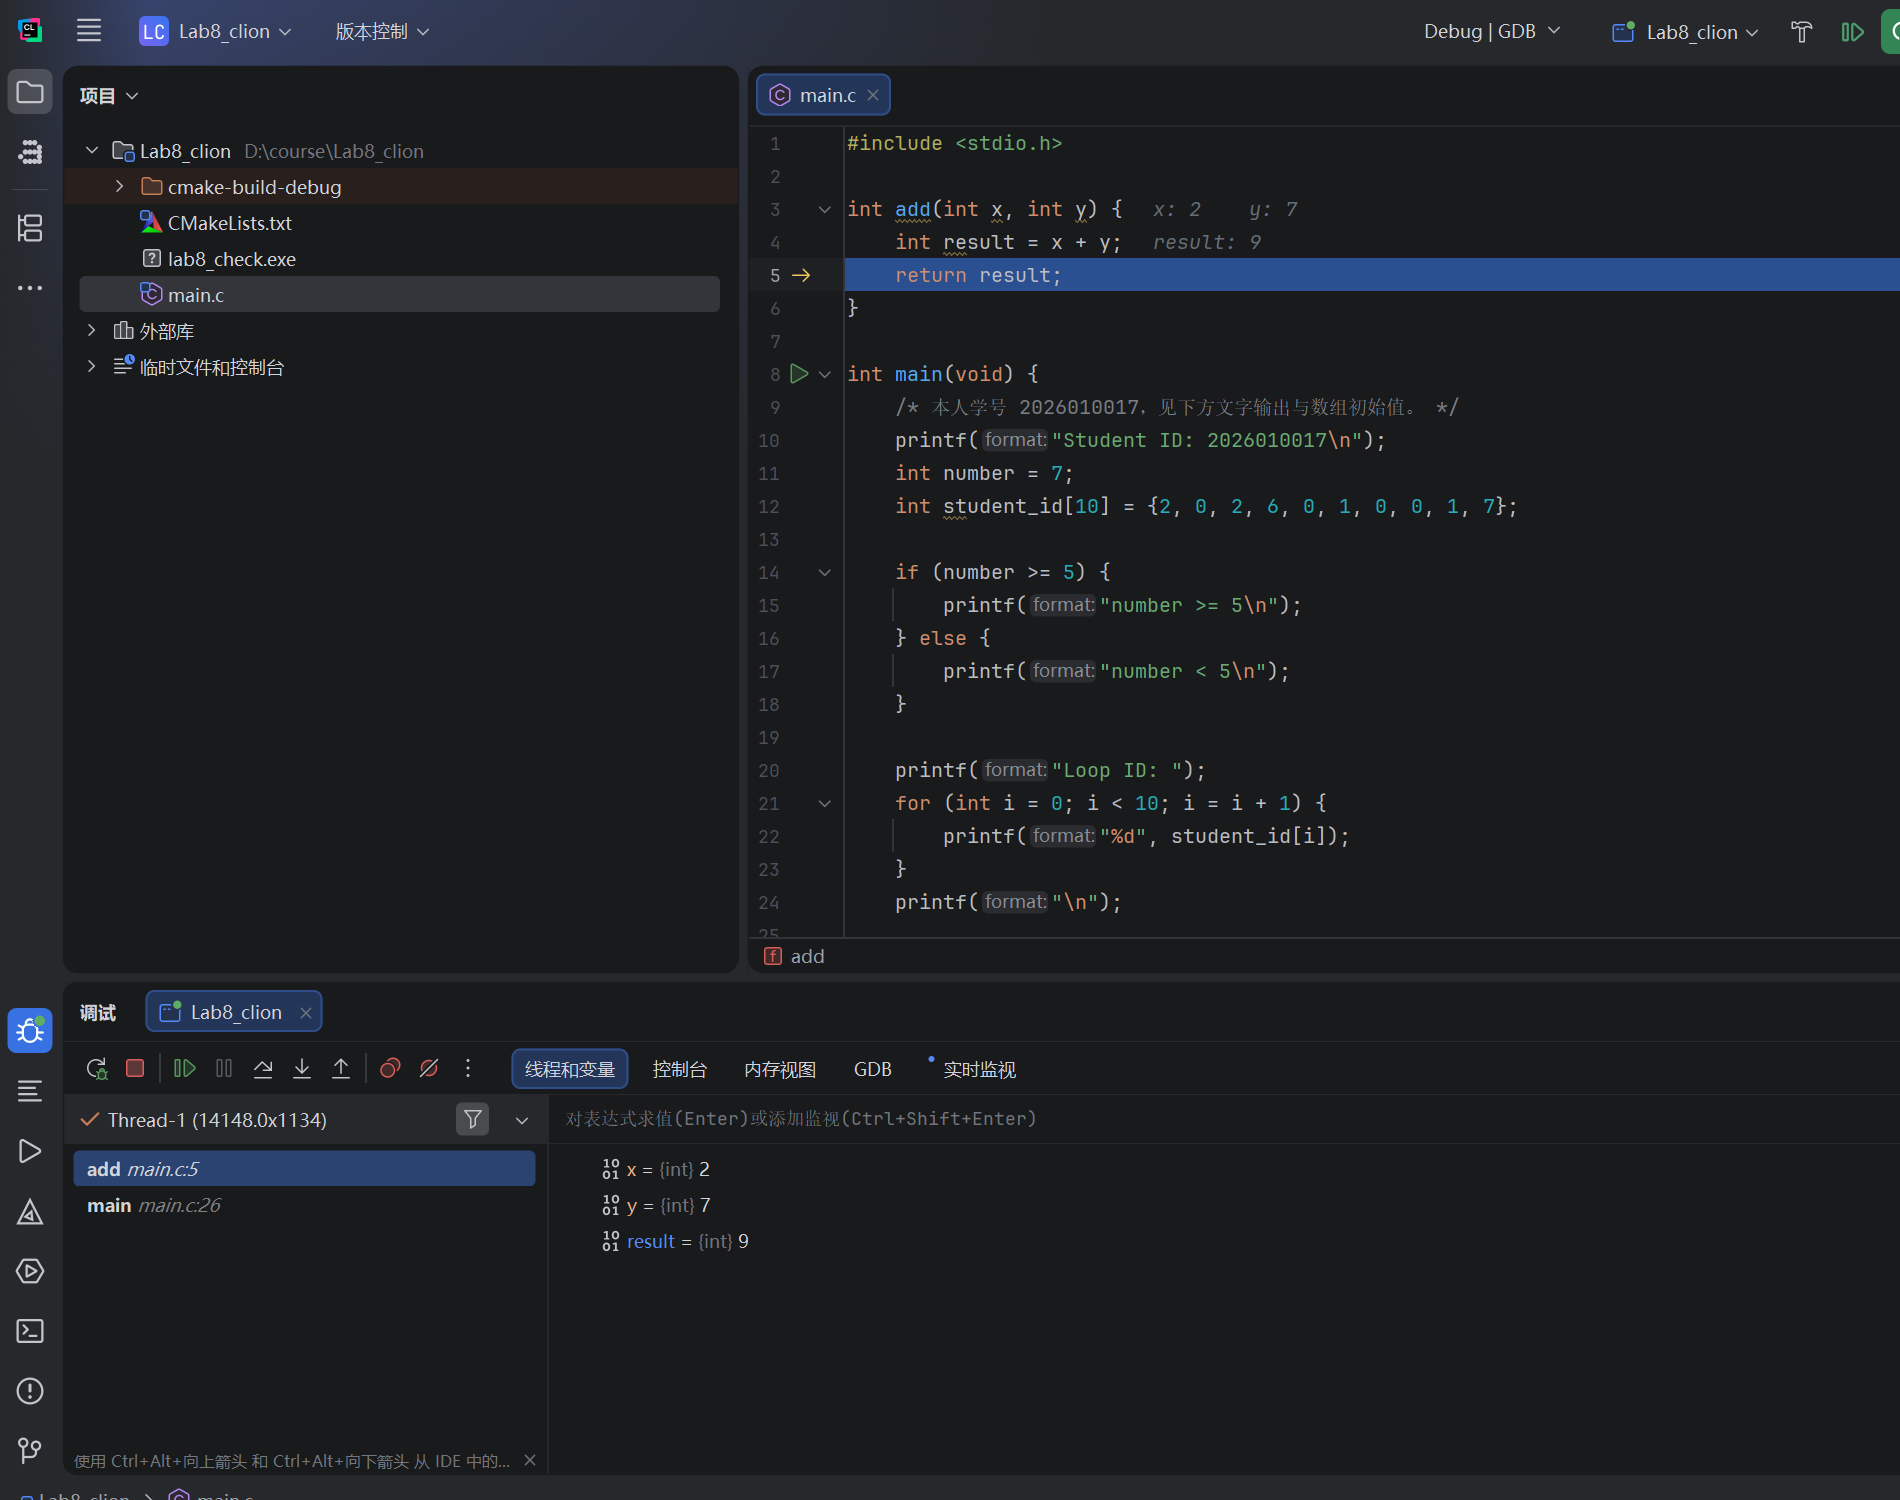 LC Lab8_clion 版本控制 Debug | GDB Lab8_clion
项目
main.c
Lab8_clion D:\course\Lab8_clion
cmake-build-debug
CMakeLists.txt
lab8_check.exe
main.c
外部库
临时文件和控制台
1 #include <stdio.h>
2
3 int add(int x, int y) { x: 2 y: 7
4 int result = x + y; result: 9
5 return result;
6 }
7
8 int main(void) {
9 /* 本人学号 2026010017，见下方文字输出与数组初始值。 */
10 printf(format:"Student ID: 2026010017\n");
11 int number = 7;
12 int student_id[10] = {2, 0, 2, 6, 0, 1, 0, 0, 1, 7};
13
14 if (number >= 5) {
15 printf(format:"number >= 5\n");
16 } else {
17 printf(format:"number < 5\n");
18 }
19
20 printf(format:"Loop ID: ");
21 for (int i = 0; i < 10; i = i + 1) {
22 printf(format:"%d", student_id[i]);
23 }
24 printf(format:"\n");
25
add
调试 Lab8_clion
线程和变量 控制台 内存视图 GDB 实时监视
Thread-1 (14148.0x1134)
对表达式求值(Enter)或添加监视(Ctrl+Shift+Enter)
add main.c:5
main main.c:26
x = {int} 2
y = {int} 7
result = {int} 9
使用 Ctrl+Alt+向上箭头 和 Ctrl+Alt+向下箭头 从 IDE 中的...
Lab8_clion > main.c